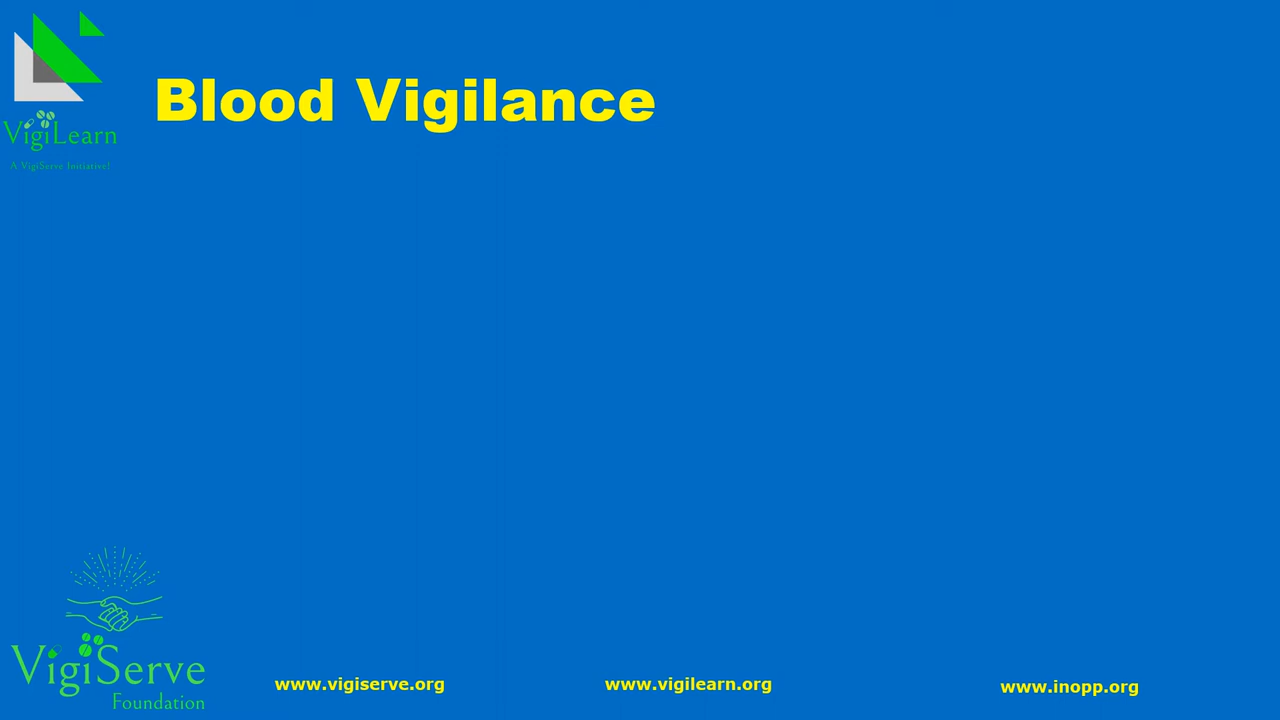 Blood Vigilance
VigiLearn
A VigiServe Initiative!
VigiServe
Foundation
www.vigiserve.org
www.vigilearn.org
www.inopp.org